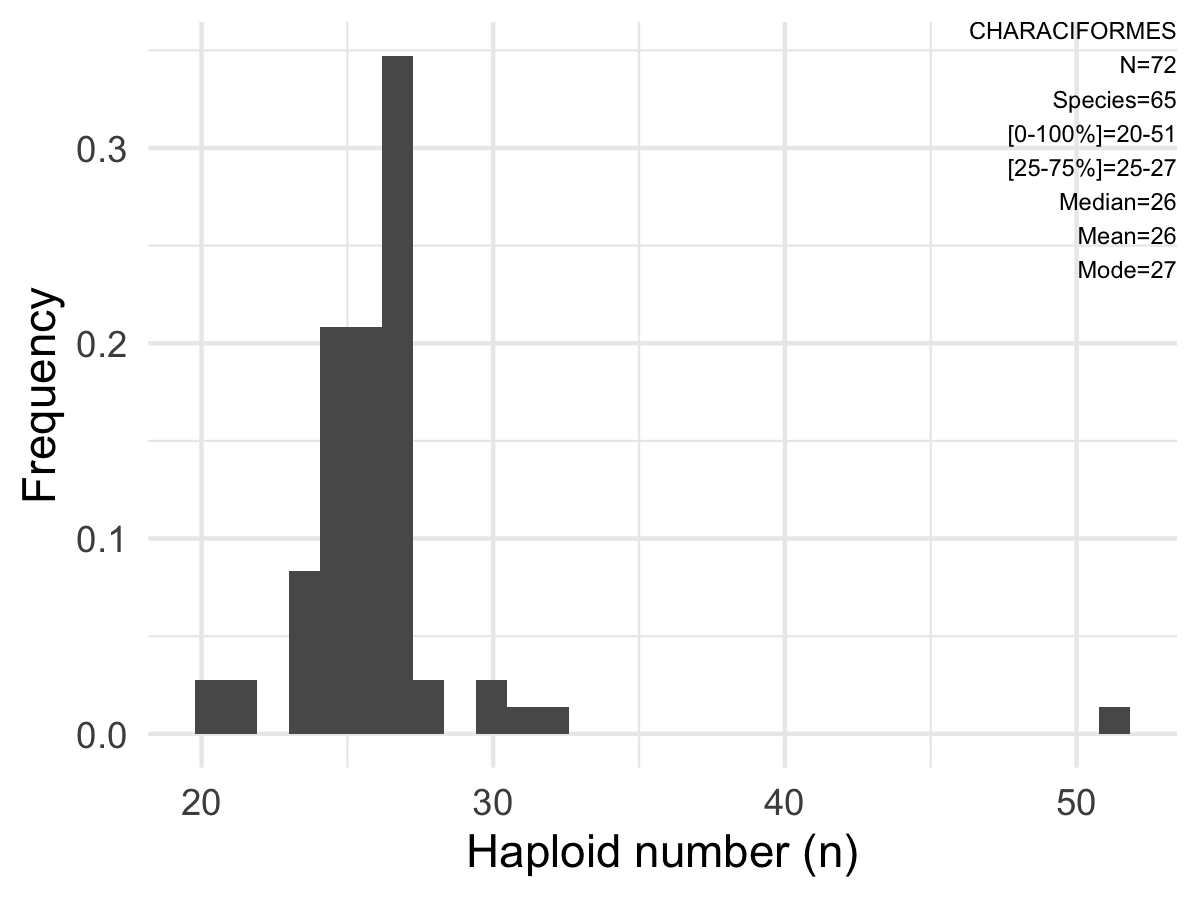 CHARACIFORMES
N=72
Species=65
[0-100%]=20-51
[25-75%]=25-27
Median=26
Mean=26
Mode=27
0.3
0.2
0.1
0.0
Frequency
20 30 40 50
Haploid number (n)